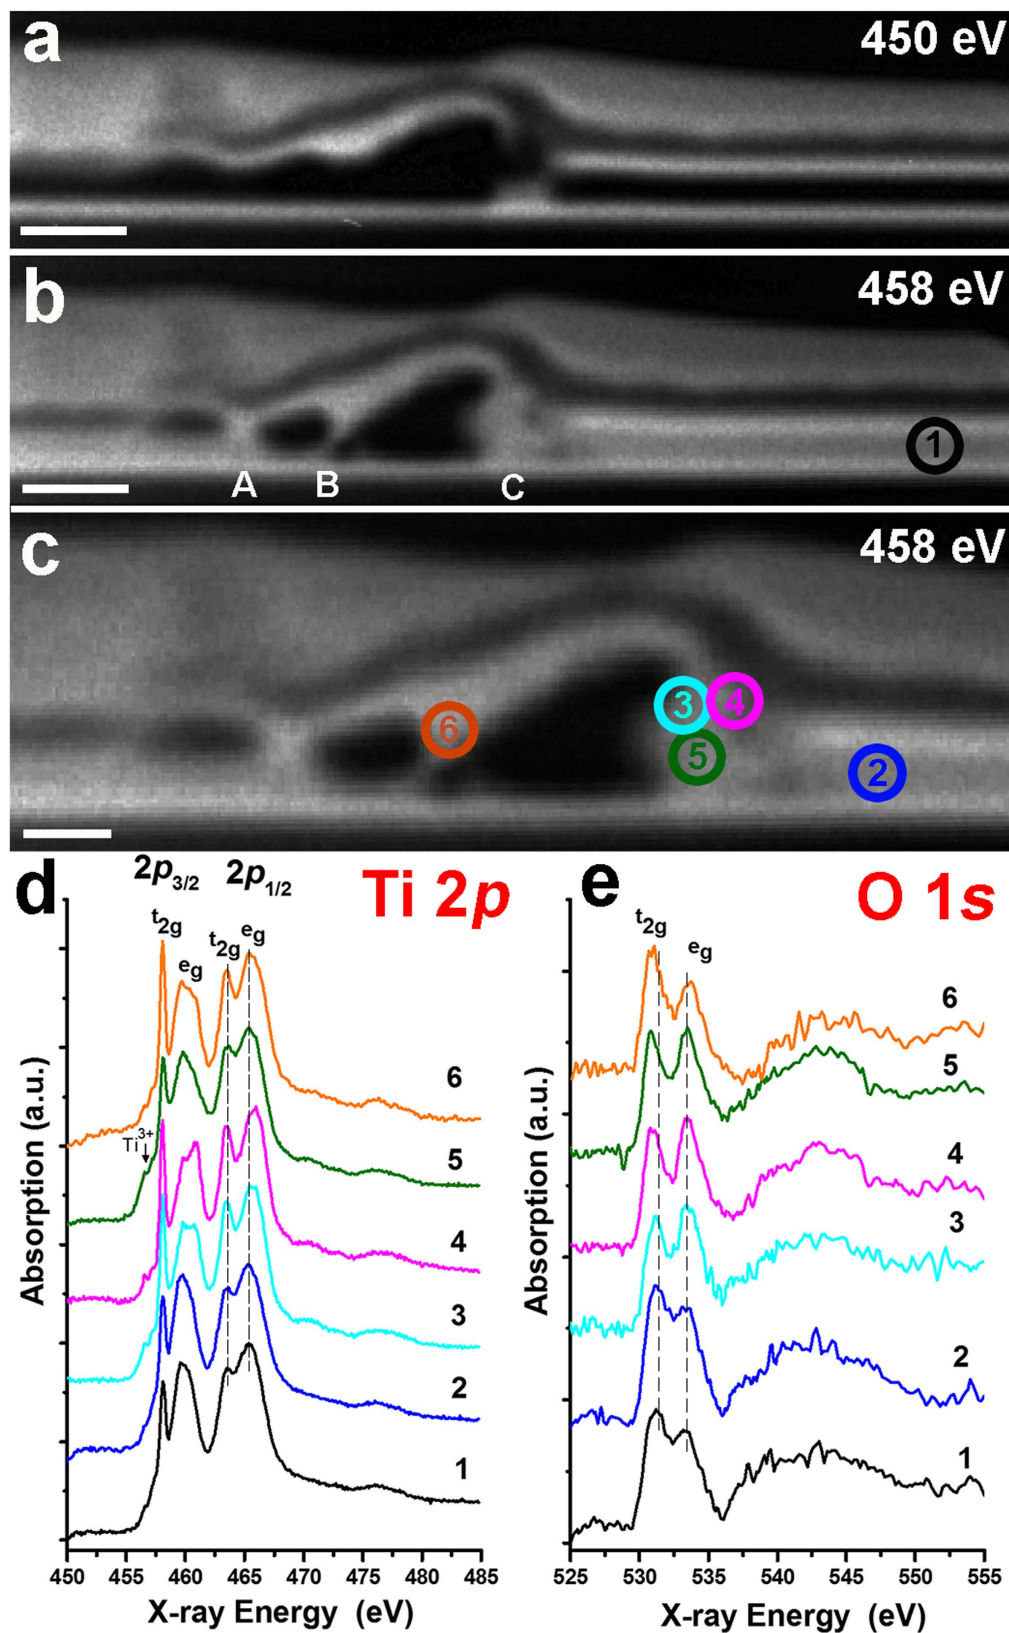 a
450 eV
b
458 eV
1
A B C
c
458 eV
3 4
6
5
2
d
2p3/2 2p1/2
Ti 2p
t2g
eg
t2g
eg
Ti3+
6
5
4
3
2
1
Absorption (a.u.)
450 455 460 465 470 475 480 485
X-ray Energy (eV)
e
O 1s
t2g
eg
6
5
4
3
2
1
Absorption (a.u.)
525 530 535 540 545 550 555
X-ray Energy (eV)